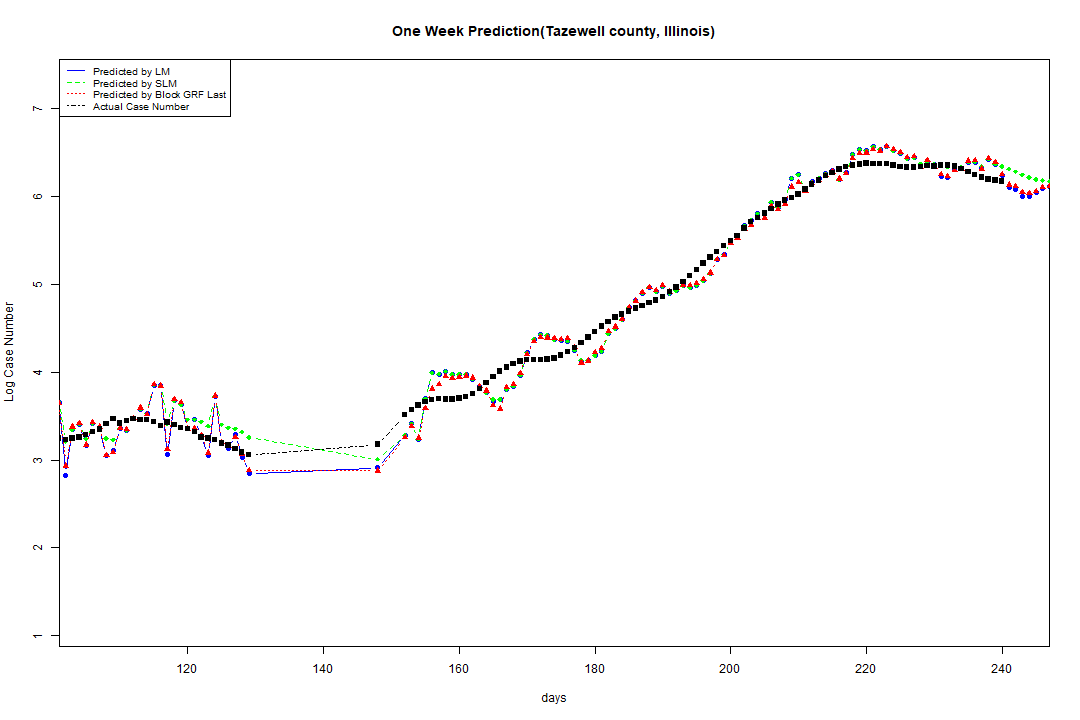 One Week Prediction(Tazewell county, Illinois)
Predicted by LM
Predicted by SLM
Predicted by Block GRF Last
Actual Case Number
7
6
5
4
3
2
1
Log Case Number
120 140 160 180 200 220 240
days